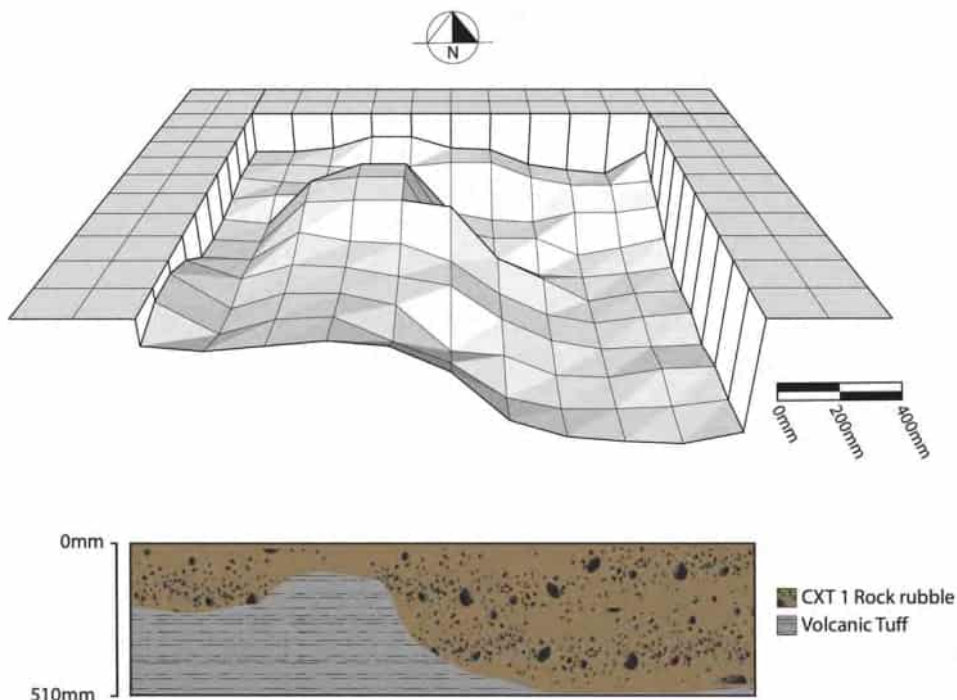 N
0mm
200mm
400mm
0mm
510mm
CXT 1 Rock rubble
Volcanic Tuff